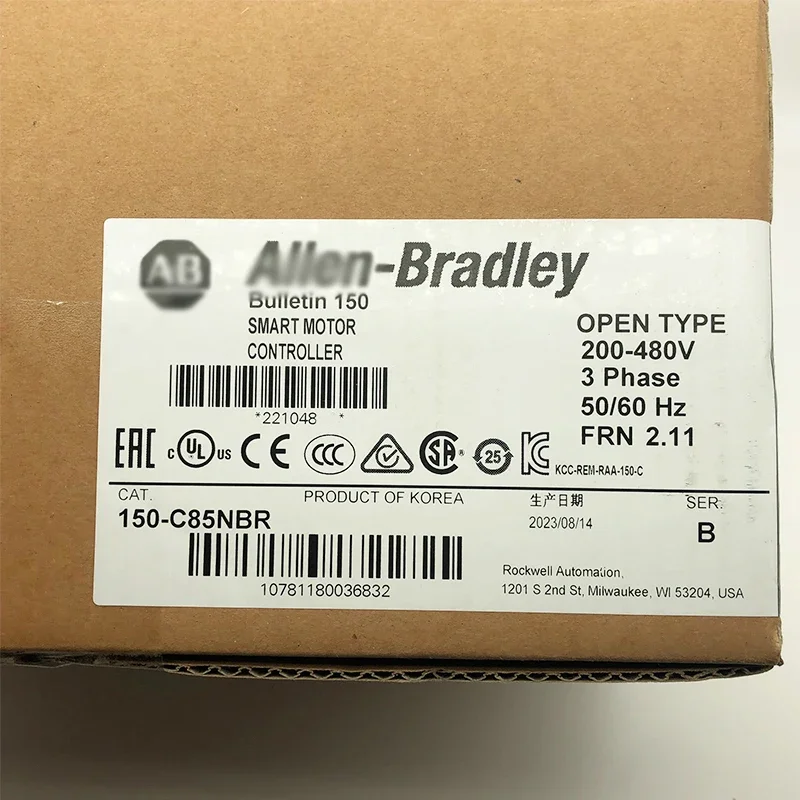 AB Allen-Bradley
Bulletin 150
SMART MOTOR
CONTROLLER
OPEN TYPE
200-480V
3 Phase
50/60 Hz
FRN 2.11
*221048 *
EAC c UL US CE CCC SA ® 25 KC
KCC-REM-RAA-150-C
CAT. PRODUCT OF KOREA 生产日期 SER.
150-C85NBR 2023/08/14 B
10781180036832
Rockwell Automation,
1201 S 2nd St, Milwaukee, WI 53204, USA